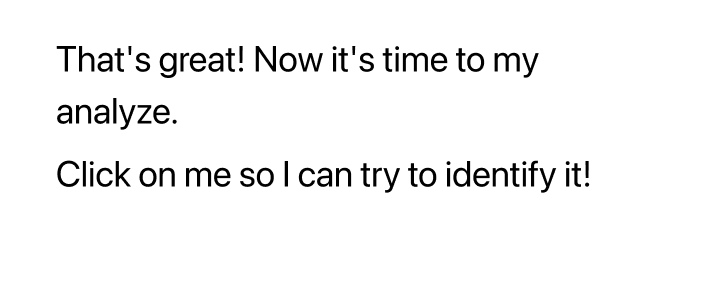 That's great! Now it's time to my
analyze.
Click on me so I can try to identify it!